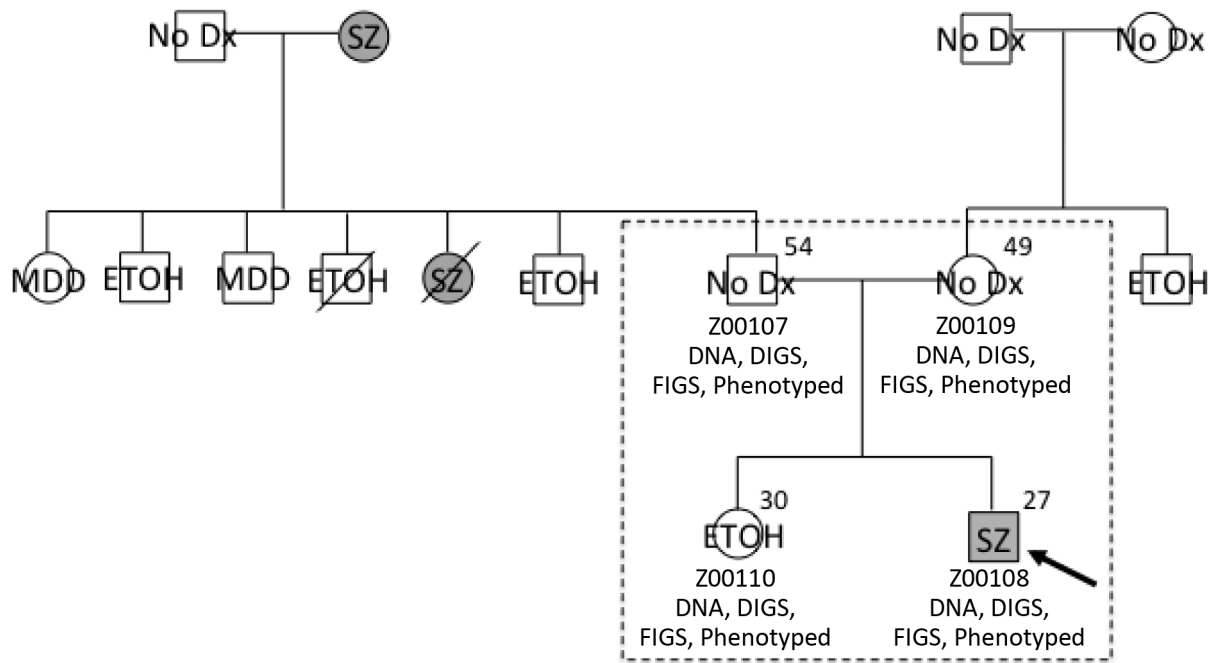 No Dx
SZ
No Dx
No Dx
MDD
ETOH
MDD
ETOH
SZ
ETOH
54
No Dx
Z00107
DNA, DIGS,
FIGS, Phenotyped
49
No Dx
Z00109
DNA, DIGS,
FIGS, Phenotyped
ETOH
30
ETOH
Z00110
DNA, DIGS,
FIGS, Phenotyped
27
SZ
Z00108
DNA, DIGS,
FIGS, Phenotyped